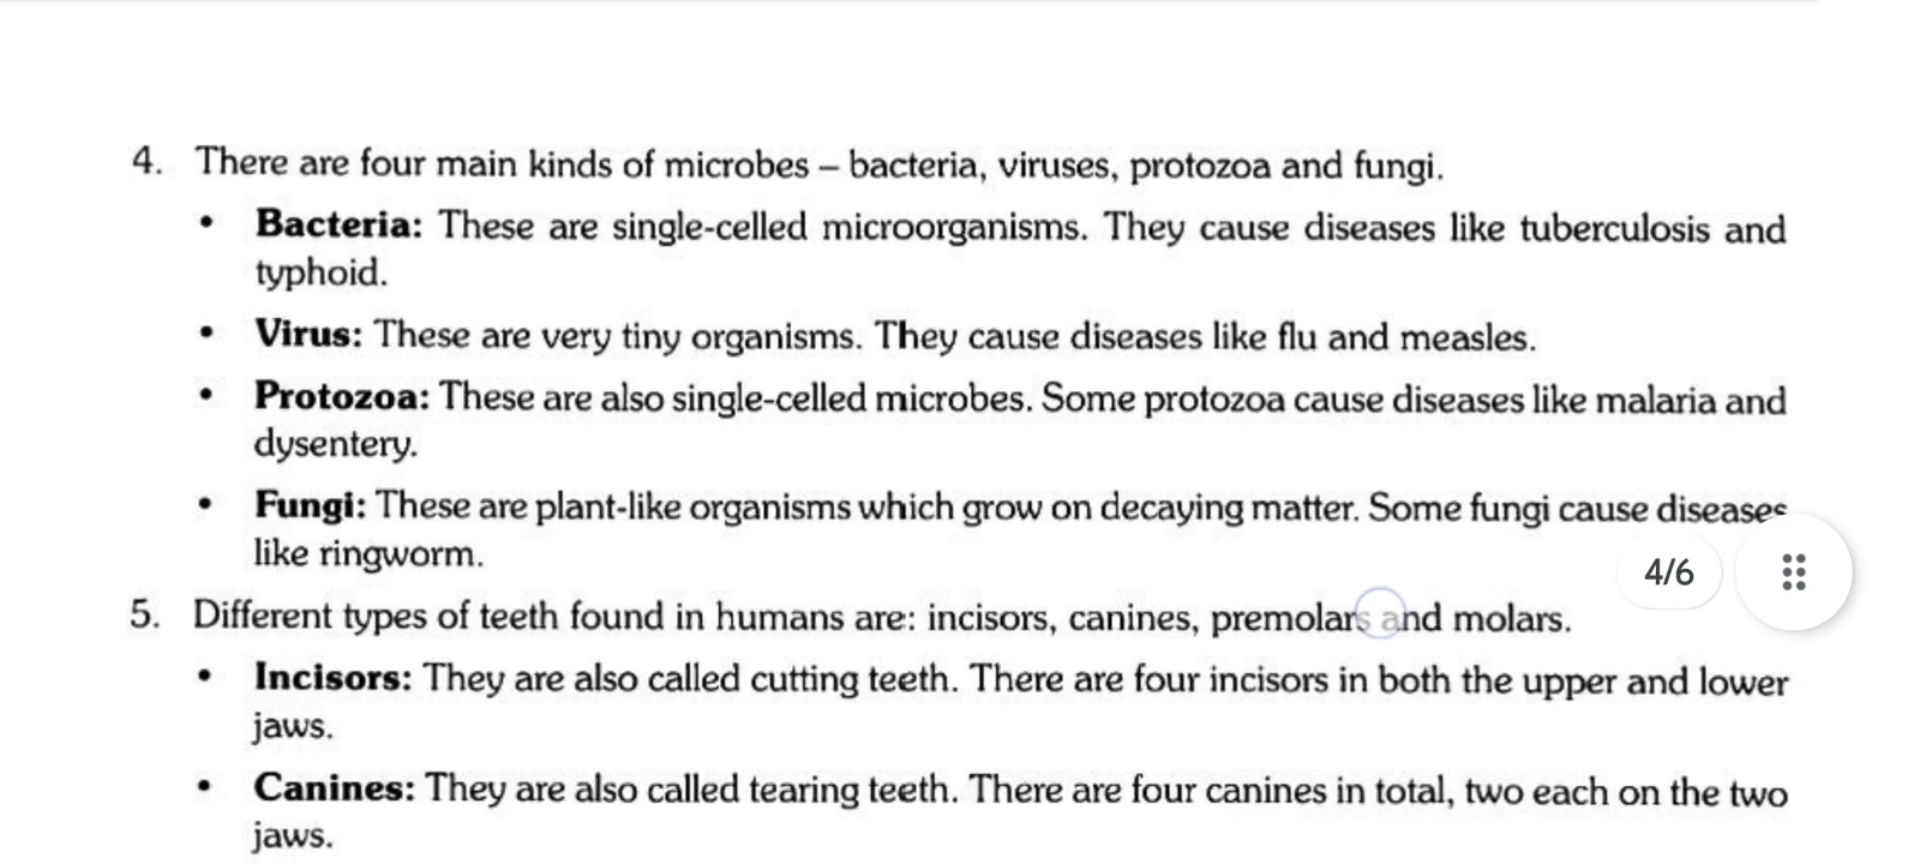 4. There are four main kinds of microbes – bacteria, viruses, protozoa and fungi.
• Bacteria: These are single-celled microorganisms. They cause diseases like tuberculosis and
typhoid.
• Virus: These are very tiny organisms. They cause diseases like flu and measles.
• Protozoa: These are also single-celled microbes. Some protozoa cause diseases like malaria and
dysentery.
• Fungi: These are plant-like organisms which grow on decaying matter. Some fungi cause diseases
like ringworm.
4/6
5. Different types of teeth found in humans are: incisors, canines, premolars and molars.
• Incisors: They are also called cutting teeth. There are four incisors in both the upper and lower
jaws.
• Canines: They are also called tearing teeth. There are four canines in total, two each on the two
jaws.